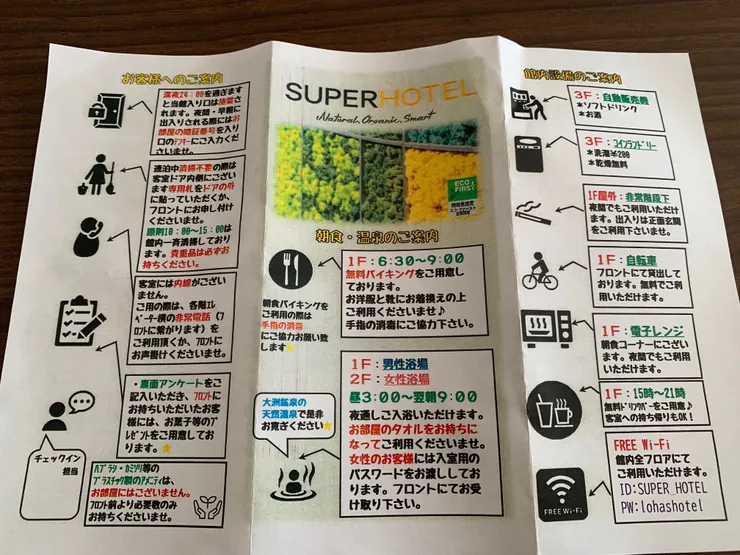 お客様へのご案内
深夜24:00を過ぎます
と当館入り口は施錠さ
れます。夜間・早朝に
出入りされる際にはお
部屋の暗証番号を入り
口のテンキーにご入力くだ
さいませ。
連泊中清掃不要の際は
客室ドア内側にござい
ます専用札をドアの外
に貼っていただくか、
フロントにお申し付けく
ださいませ。
原則10:00～15:00は
館内一斉清掃しておりま
す。貴重品は必ずお
持ちくださいませ。
客室には内線がござい
ません。
ご用の際は、各階エレ
ベーター横の非常電話(フ
ロントに繋がります)を
ご利用頂くか、フロントに
お声掛けくださいませ。
・裏面アンケートをご
記入いただき、フロントに
お持ちいただいたお客
様には、お菓子等のプ
レゼントをご用意してお
ります。
チェックイン
担当
ハブラシ・カミソリ等の
プラスチック製のアメニティは、
お部屋にはございません。
フロント前より必要数のみ
お持ちくださいませ。
SUPERHOTEL
Natural, Organic, Smart
ECO FIRST
朝食・温泉のご案内
1F:6:30～9:00
無料バイキングをご用意し
ております。
お洋服と靴にお着換えの上
ご利用くださいませ♪
手指の消毒にご協力下さい。
朝食バイキングを
ご利用の際は
手指の消毒
にご協力お願い致
します
1F:男性浴場
2F:女性浴場
昼3:00～翌朝9:00
夜通しご入浴いただけます。
お部屋のタオルをお持ちに
なってご利用くださいませ。
女性のお客様には入室用の
パスワードをお渡ししてお
ります。フロントにてお受
け取り下さい。
大洲鉱泉の
天然温泉で是非
お寛ぎください
館内設備のご案内
3F:自動販売機
*ソフトドリンク
*お酒
3F:コインランドリー
*洗濯¥200
*乾燥無料
1F屋外:非常階段下
夜間でもご利用いただけま
す。出入りは正面玄関を
ご利用下さいませ。
1F:自転車
フロントにて貸出してお
ります。無料でご利
用いただけます。
1F:電子レンジ
朝食コーナーにござい
ます。夜間もご利用
いただけます。
1F:15時～21時
無料ドリンクバーをご用意♪
客室への持ち帰りもOK!
FREE Wi-Fi
館内全フロアにて
ご利用いただけます。
ID:SUPER_HOTEL
PW:lohashotel
FREE Wi-Fi